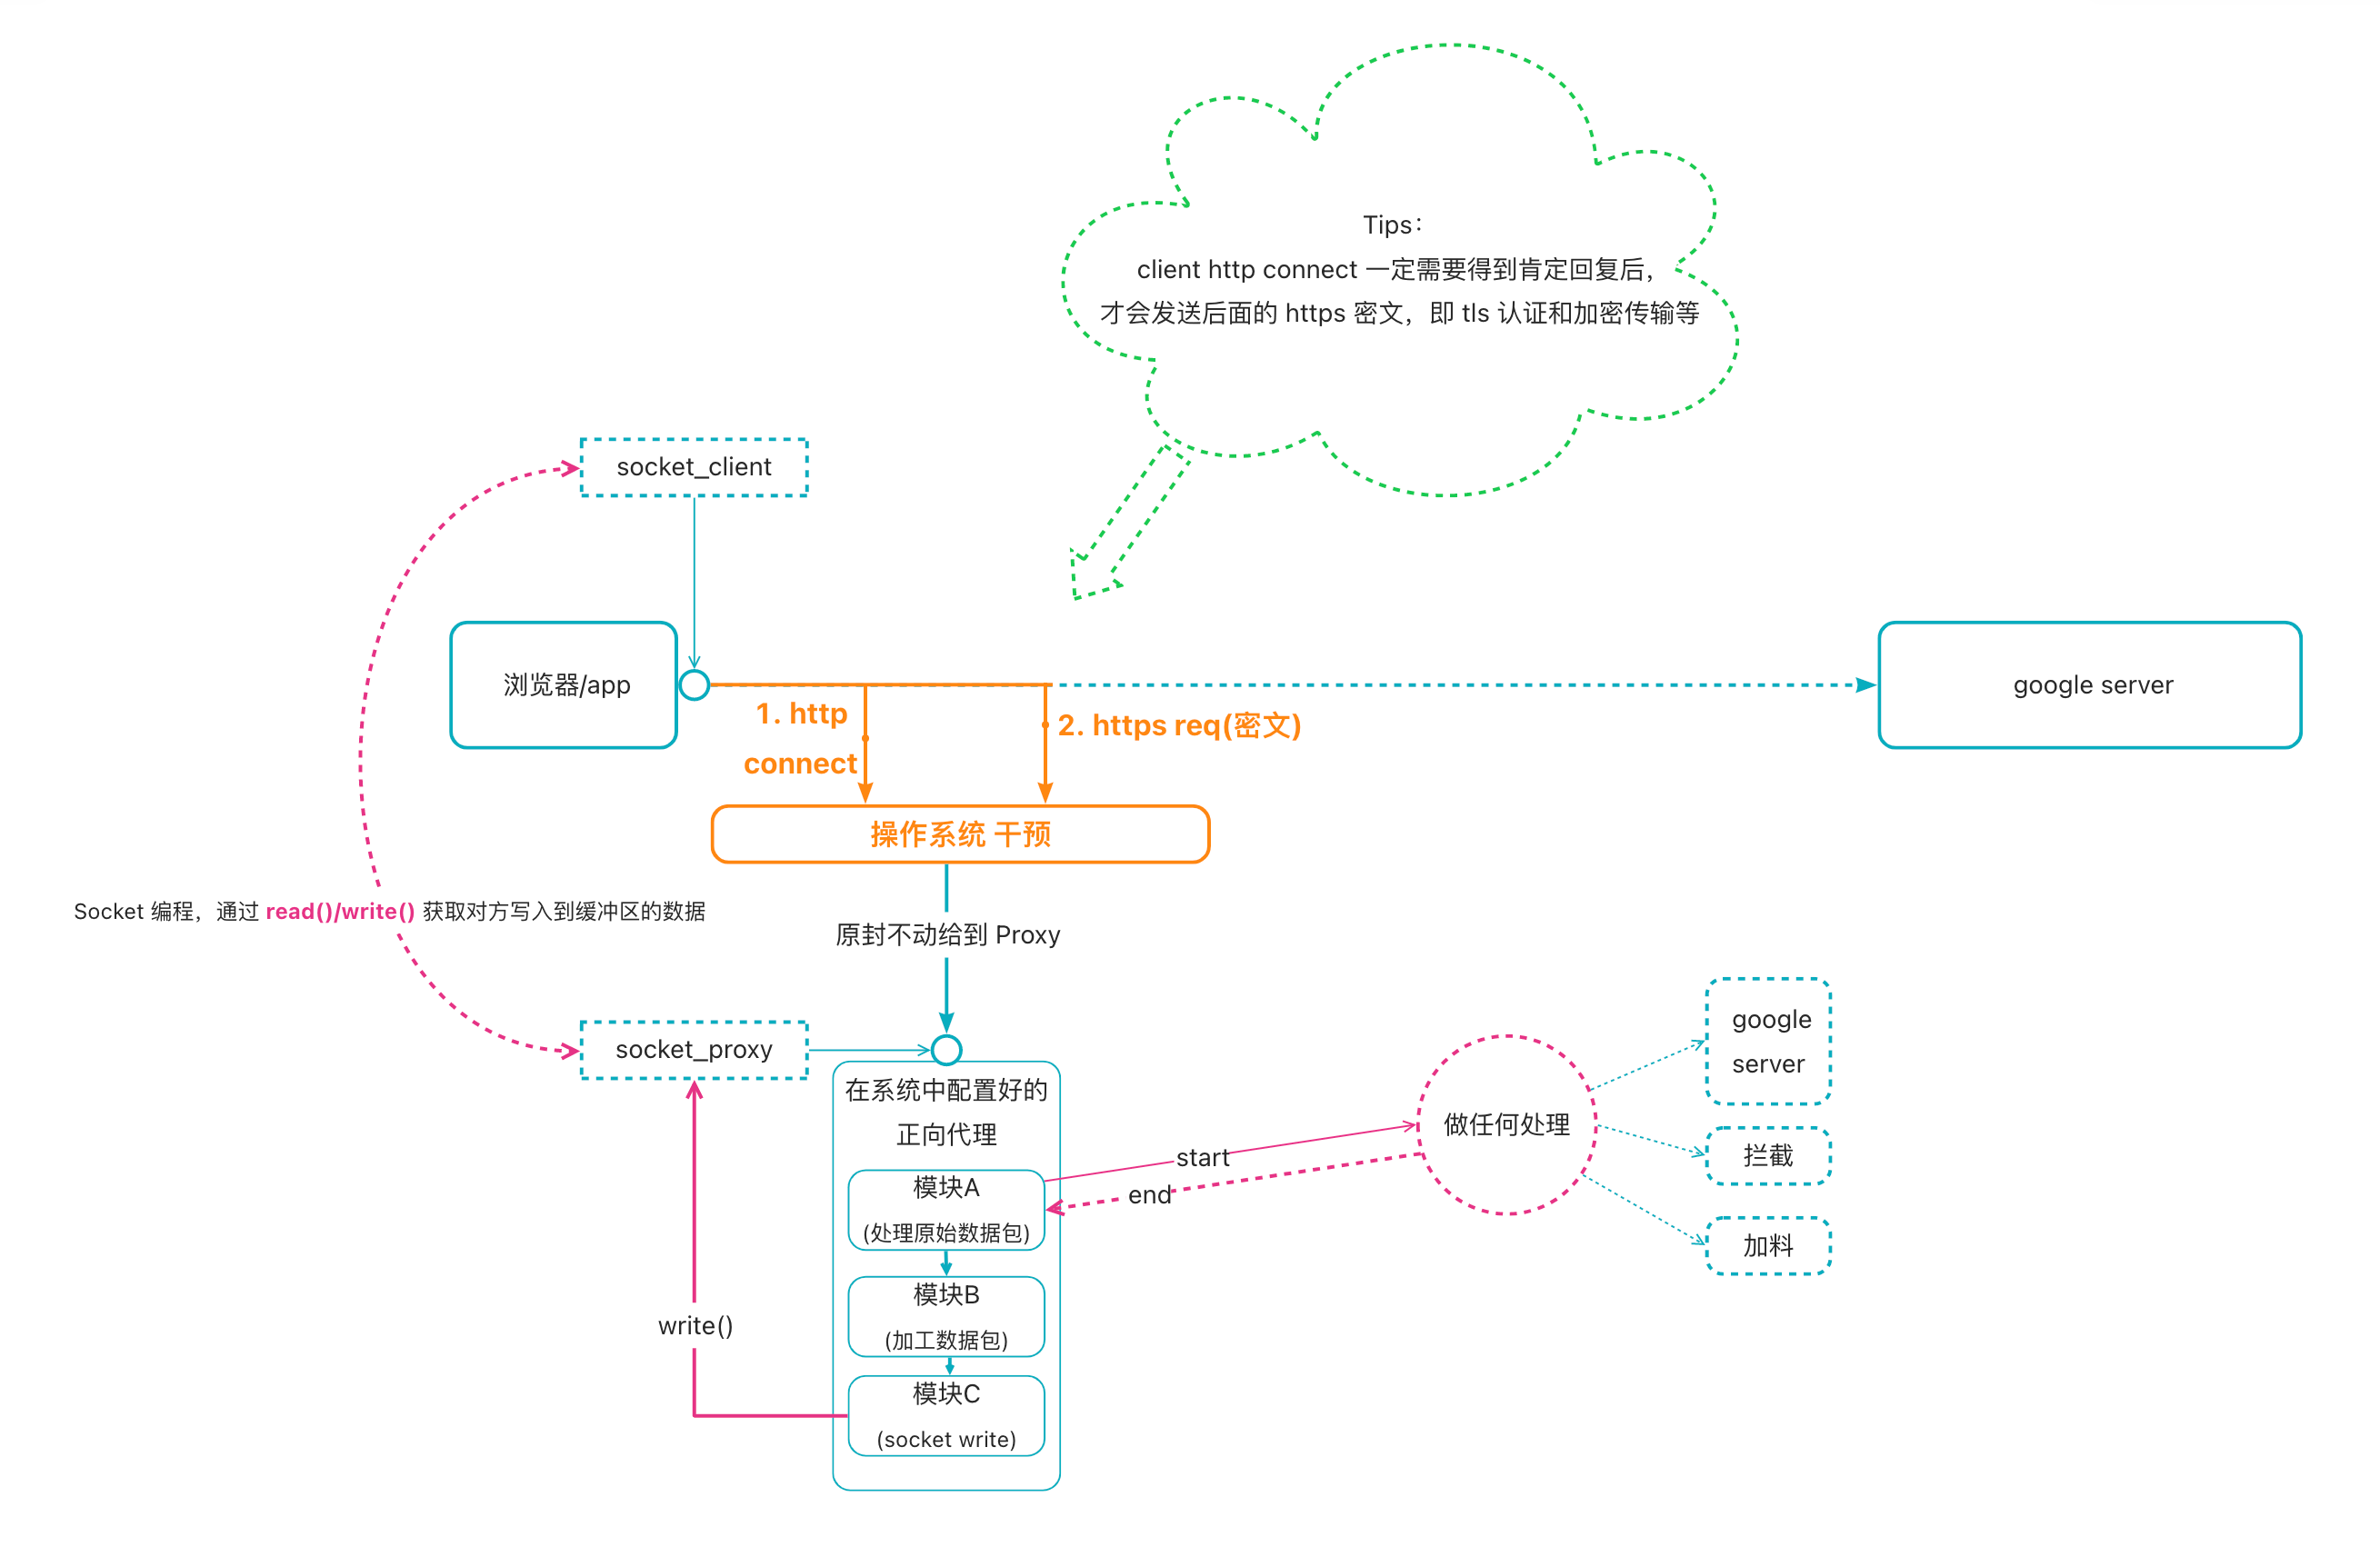 Tips：
client http connect 一定需要得到肯定回复后，
才会发送后面的 https 密文，即 tls 认证和加密传输等
socket_client
浏览器/app
google server
1. http
connect
2. https req(密文)
操作系统 干预
Socket 编程，通过 read()/write() 获取对方写入到缓冲区的数据
原封不动给到 Proxy
socket_proxy
在系统中配置好的
正向代理
模块A
(处理原始数据包)
模块B
(加工数据包)
模块C
(socket write)
write()
start
end
做任何处理
google
server
拦截
加料